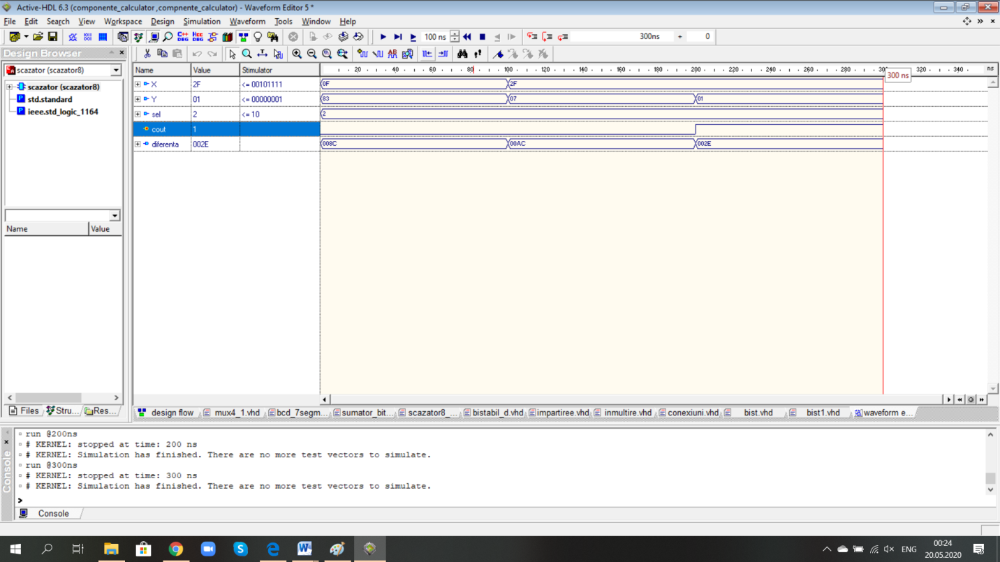 Active-HDL 6.3 (componente_calculator ,compnente_calculator) - Waveform Editor 5 *
File Edit Search View Workspace Design Simulation Waveform Tools Window Help
100 ns 300ns + 0
Design Browser
scazator (scazator8)
scazator (scazator8)
std.standard
ieee.std_logic_1164
Name Value
Files Stru... Res...
Name Value Stimulator 20 40 60 80 100 120 140 160 180 200 220 240 260 280 320 340 ns
300 ns
X 2F <= 00101111 0F 2F
Y 01 <= 00000001 83 07 01
sel 2 <= 10 2
cout 1
diferenta 002E 008C 00AC 002E
design flow mux4_1.vhd bcd_7segm... sumator_bit... scazator8_... bistabil_d.vhd impartiree.vhd inmultire.vhd conexiuni.vhd bist.vhd bist1.vhd waveform e...
run @200ns
# KERNEL: stopped at time: 200 ns
# KERNEL: Simulation has finished. There are no more test vectors to simulate.
run @300ns
# KERNEL: stopped at time: 300 ns
# KERNEL: Simulation has finished. There are no more test vectors to simulate.
>
Console
Console
ENG
00:24
20.05.2020